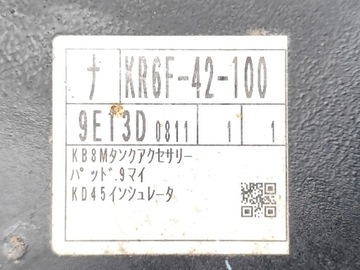 ナ KR6F-42-100
9E13D 0811 1 1
KB8Mタンクアクセサリー
パッド.9マイ
KD45インシュレータ